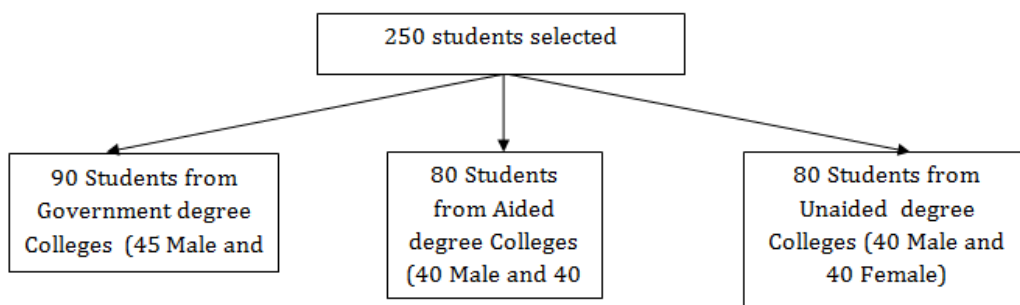 250 students selected
90 Students from
Government degree
Colleges (45 Male and
80 Students
from Aided
degree Colleges
(40 Male and 40
80 Students from
Unaided degree
Colleges (40 Male and
40 Female)